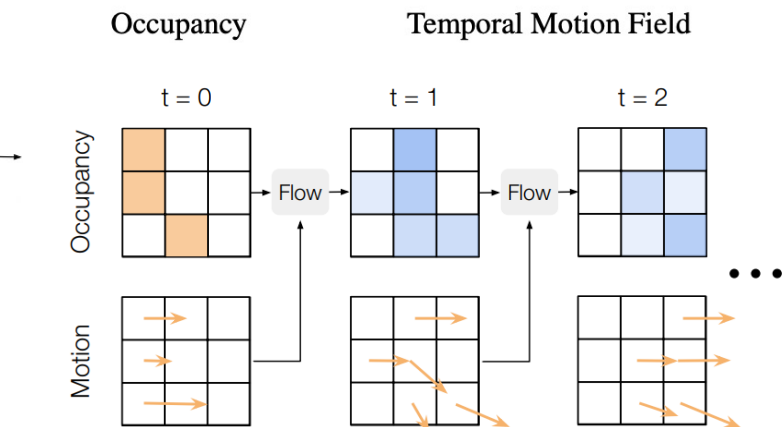 Occupancy
Temporal Motion Field
t = 0
t = 1
t = 2
Occupancy
Flow
Flow
Motion